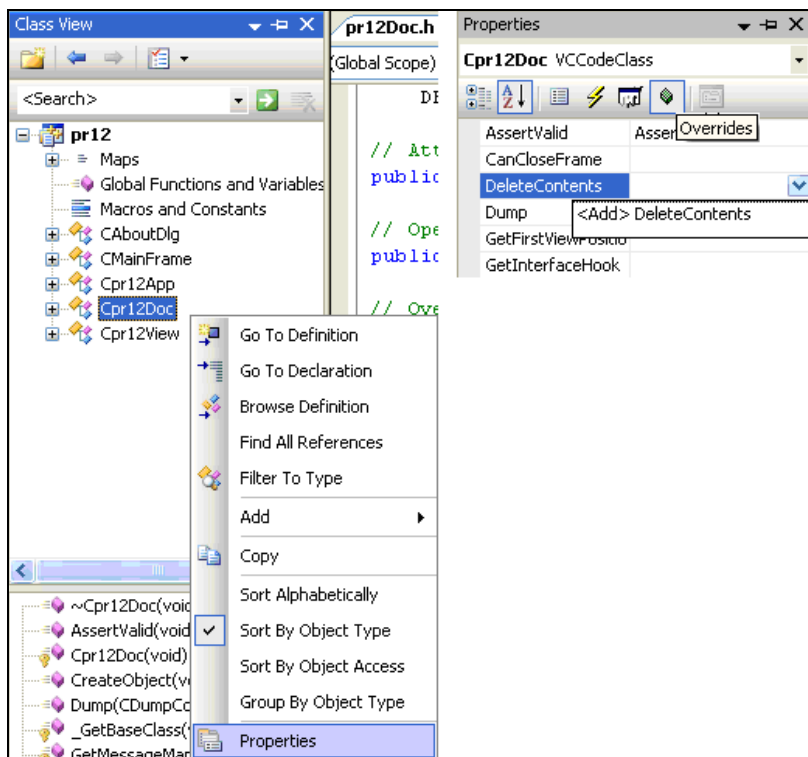 Class View
<Search>
pr12
Maps
Global Functions and Variables
Macros and Constants
CAboutDlg
CMainFrame
Cpr12App
Cpr12Doc
Cpr12View
pr12Doc.h
(Global Scope)
DE
// Att
public
// Ope
public
// Ove
Properties
Cpr12Doc VCCodeClass
Overrides
AssertValid Asser
CanCloseFrame
DeleteContents
<Add> DeleteContents
Dump
GetFirstViewPositio
GetInterfaceHook
Go To Definition
Go To Declaration
Browse Definition
Find All References
Filter To Type
Add
Copy
Sort Alphabetically
Sort By Object Type
Sort By Object Access
Group By Object Type
Properties
~Cpr12Doc(void
AssertValid(void
Cpr12Doc(void)
CreateObject(v
Dump(CDumpCo
_GetBaseClass(
GetMessageMap